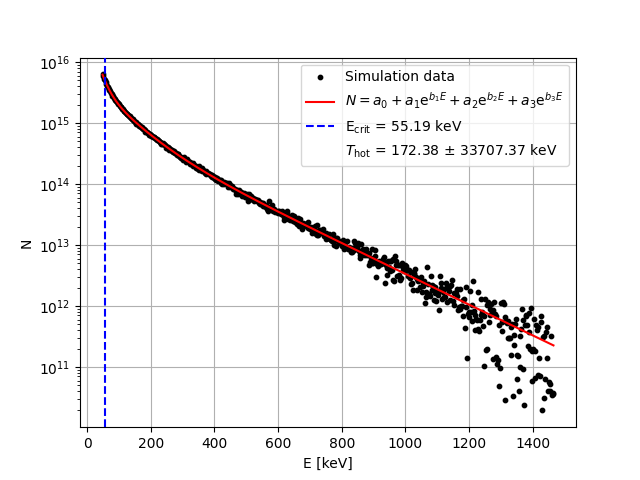 Simulation data
N = a₀ + a₁e^{b₁E} + a₂e^{b₂E} + a₃e^{b₃E}
E_crit = 55.19 keV
T_hot = 172.38 ± 33707.37 keV
N
10¹⁶
10¹⁵
10¹⁴
10¹³
10¹²
10¹¹
0 200 400 600 800 1000 1200 1400
E [keV]